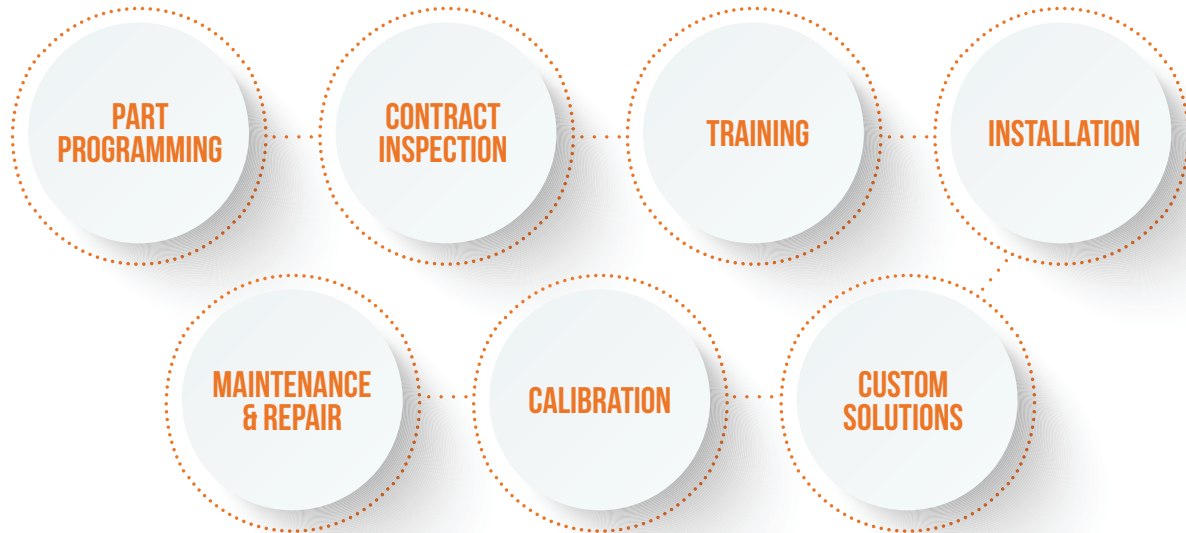 PART
PROGRAMMING
CONTRACT
INSPECTION
TRAINING
INSTALLATION
MAINTENANCE
& REPAIR
CALIBRATION
CUSTOM
SOLUTIONS